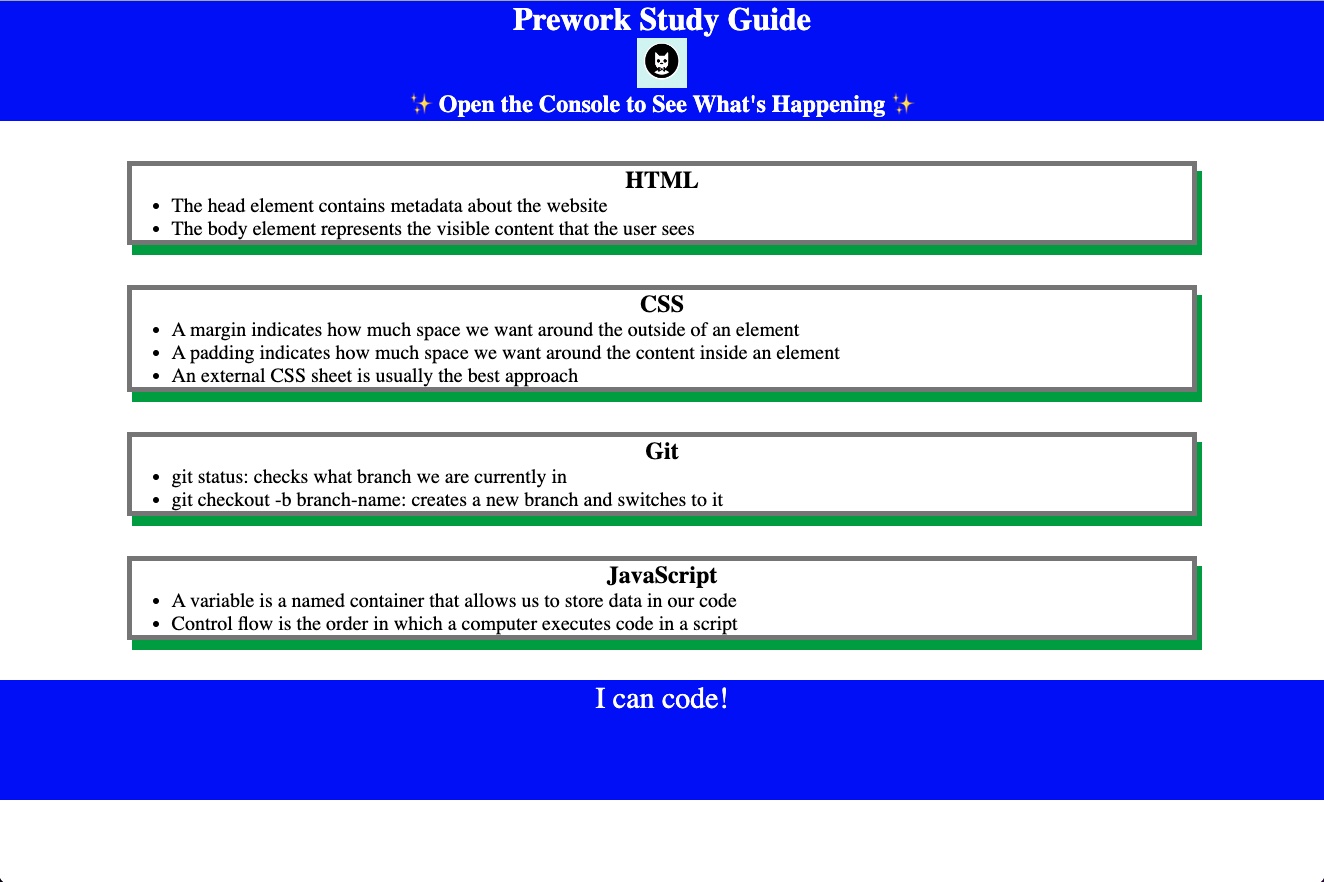 Prework Study Guide
✨ Open the Console to See What's Happening ✨
HTML
• The head element contains metadata about the website
• The body element represents the visible content that the user sees
CSS
• A margin indicates how much space we want around the outside of an element
• A padding indicates how much space we want around the content inside an element
• An external CSS sheet is usually the best approach
Git
• git status: checks what branch we are currently in
• git checkout -b branch-name: creates a new branch and switches to it
JavaScript
• A variable is a named container that allows us to store data in our code
• Control flow is the order in which a computer executes code in a script
I can code!